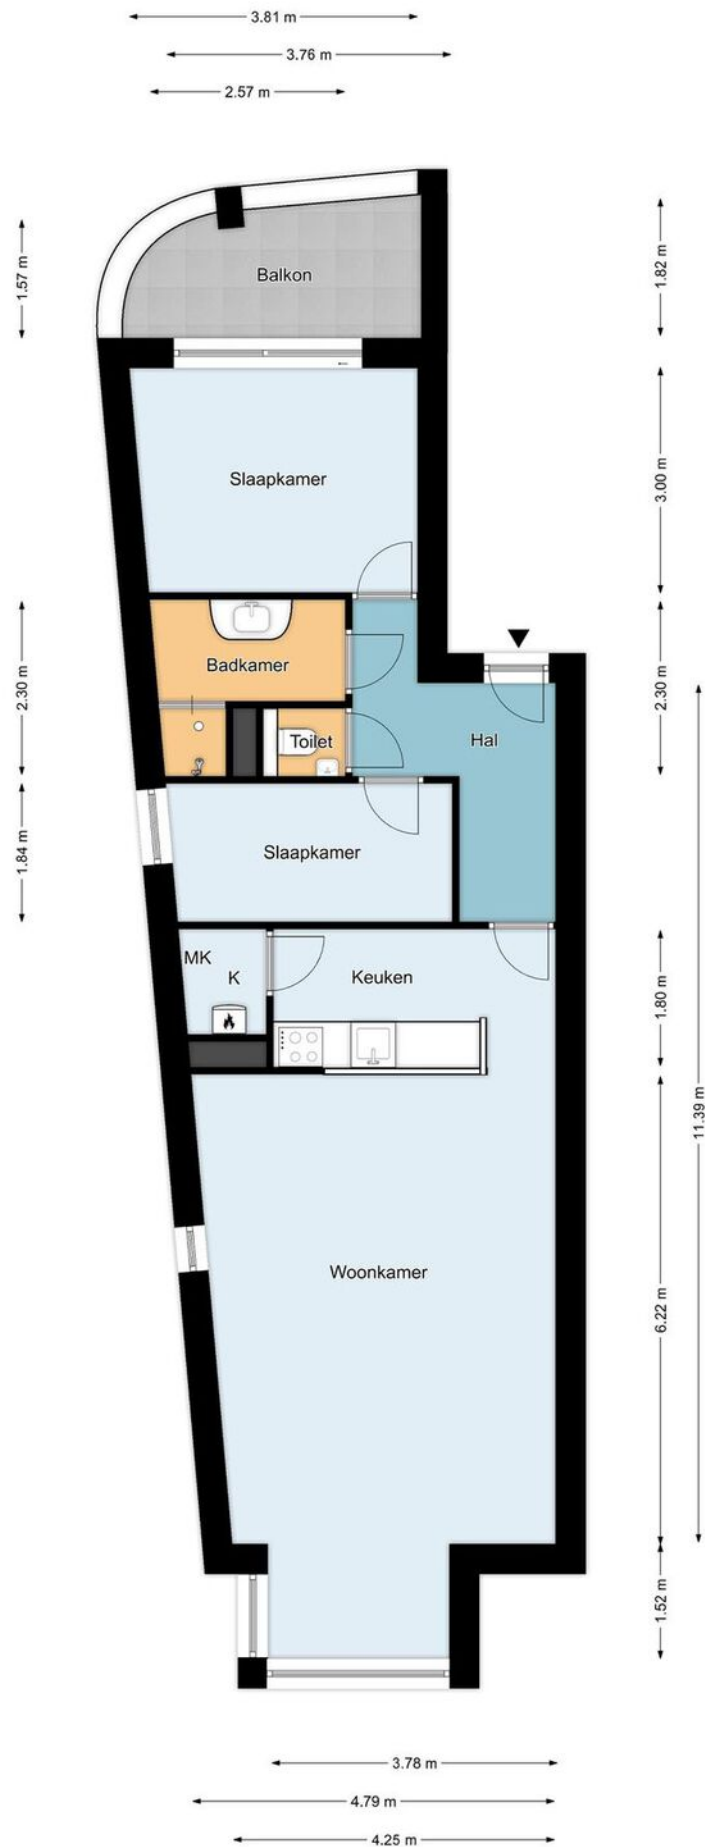 3.81 m
3.76 m
2.57 m
1.57 m
1.82 m
Balkon
3.00 m
Slaapkamer
2.30 m
2.30 m
Badkamer
Toilet
Hal
1.84 m
Slaapkamer
MK
K
Keuken
1.80 m
11.39 m
Woonkamer
6.22 m
1.52 m
3.78 m
4.79 m
4.25 m